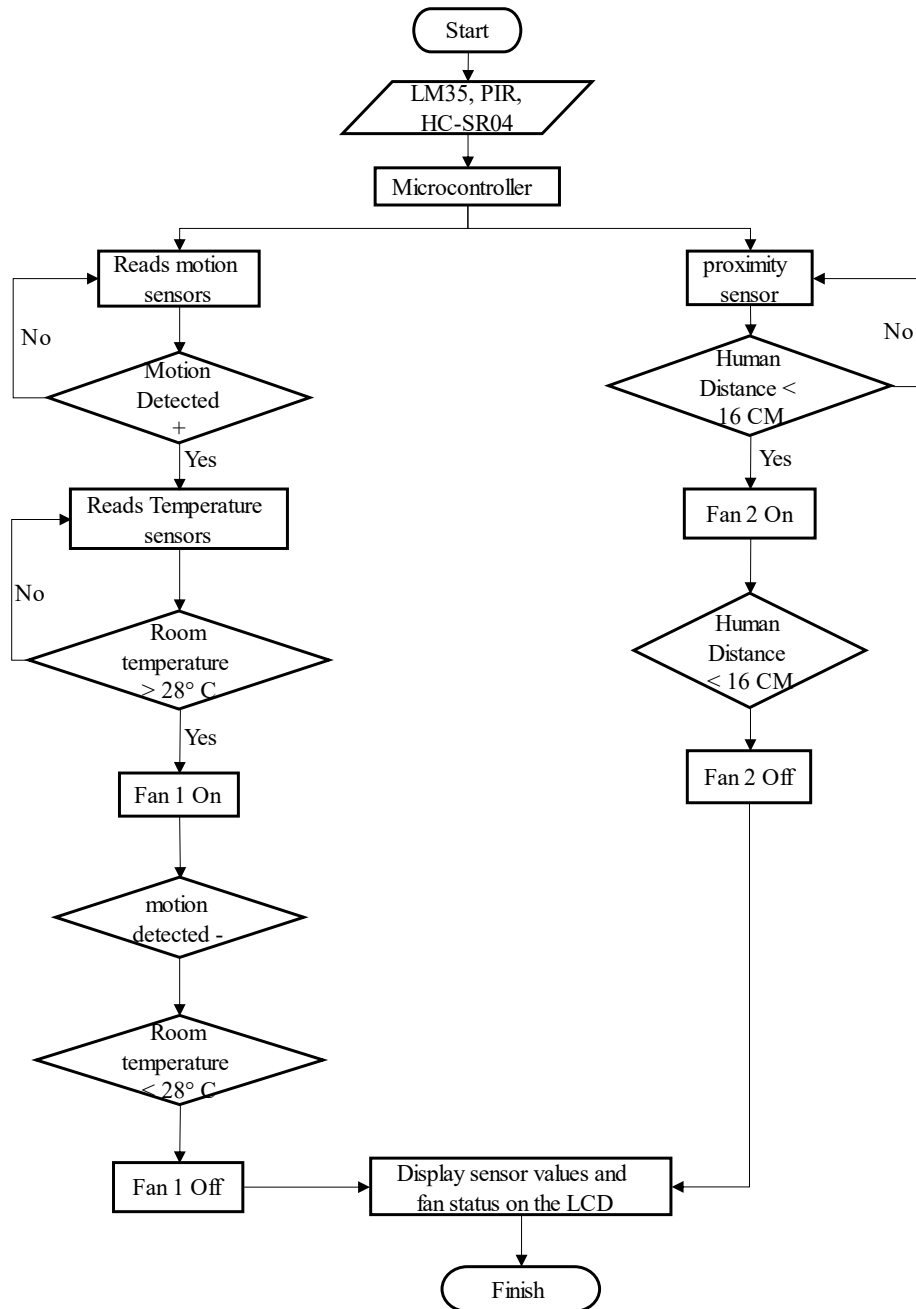 Start
LM35, PIR,
HC-SR04
Microcontroller
Reads motion
sensors
No
Motion
Detected
+
Yes
Reads Temperature
sensors
No
Room
temperature
> 28° C
Yes
Fan 1 On
motion
detected -
Room
temperature
< 28° C
Fan 1 Off
proximity
sensor
No
Human
Distance <
16 CM
Yes
Fan 2 On
Human
Distance
< 16 CM
Fan 2 Off
Display sensor values and
fan status on the LCD
Finish